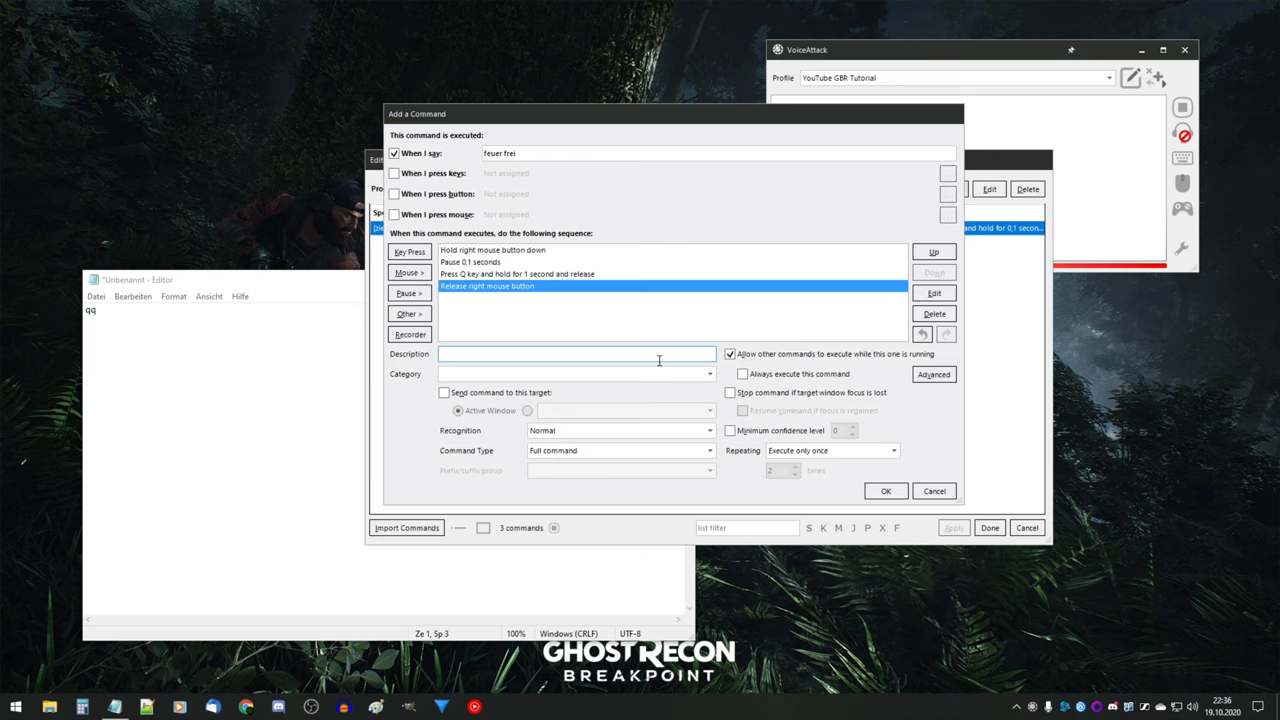 VoiceAttack
Profile
YouTube GBR Tutorial
Add a Command
This command is executed:
When I say:
feuer frei
When I press keys:
Not assigned
When I press button:
Not assigned
When I press mouse:
Not assigned
Edit
Delete
When this command executes, do the following sequence:
Key Press
Mouse >
Pause >
Other >
Recorder
Hold right mouse button down
Pause 0,1 seconds
Press Q key and hold for 1 second and release
Release right mouse button
Up
Down
Edit
Delete
and hold for 0,1 secon...
Description
Category
Allow other commands to execute while this one is running
Always execute this command
Advanced
Send command to this target:
Active Window
Stop command if target window focus is lost
Resume command if focus is regained
Recognition
Normal
Minimum confidence level
0
Command Type
Full command
Repeating
Execute only once
Prefix/suffix group
2
times
OK
Cancel
Import Commands
3 commands
list filter
S K M J P X F
Apply
Done
Cancel
*Unbenannt - Editor
Datei
Bearbeiten
Format
Ansicht
Hilfe
qq
Ze 1, Sp 3
100%
Windows (CRLF)
UTF-8
GHOST RECON
BREAKPOINT
22:36
19.10.2020